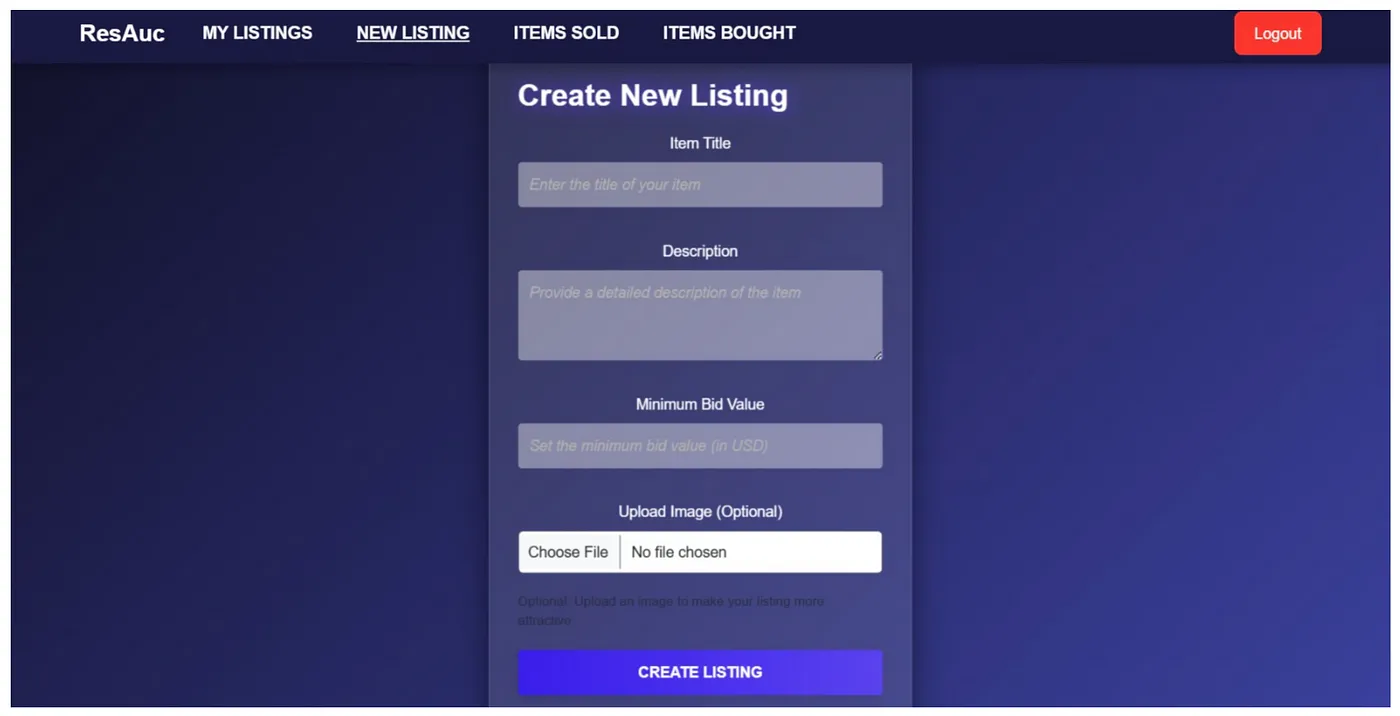 ResAuc MY LISTINGS NEW LISTING ITEMS SOLD ITEMS BOUGHT Logout
Create New Listing
Item Title
Enter the title of your item
Description
Provide a detailed description of the item
Minimum Bid Value
Set the minimum bid value (in USD)
Upload Image (Optional)
Choose File No file chosen
Optional: Upload an image to make your listing more
attractive
CREATE LISTING